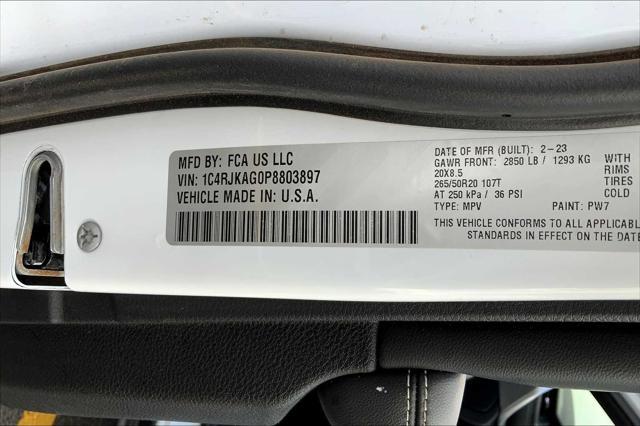 MFD BY: FCA US LLC
VIN: 1C4RJKAG0P8803897
VEHICLE MADE IN: U.S.A.
DATE OF MFR (BUILT): 2-23
GAWR FRONT: 2850 LB / 1293 KG WITH
20X8.5 RIMS
265/50R20 107T TIRES
AT 250 kPa / 36 PSI COLD
TYPE: MPV PAINT: PW7
THIS VEHICLE CONFORMS TO ALL APPLICABL
STANDARDS IN EFFECT ON THE DATE